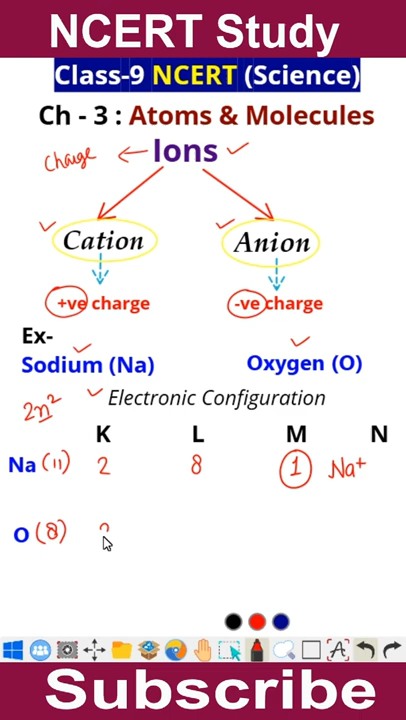 NCERT Study
Class-9 NCERT (Science)
Ch - 3 : Atoms & Molecules
Charge ← Ions
Cation Anion
+ve charge -ve charge
Ex-
Sodium (Na) Oxygen (O)
2n² Electronic Configuration
K L M N
Na (11) 2 8 1 Na+
O (8)
Subscribe